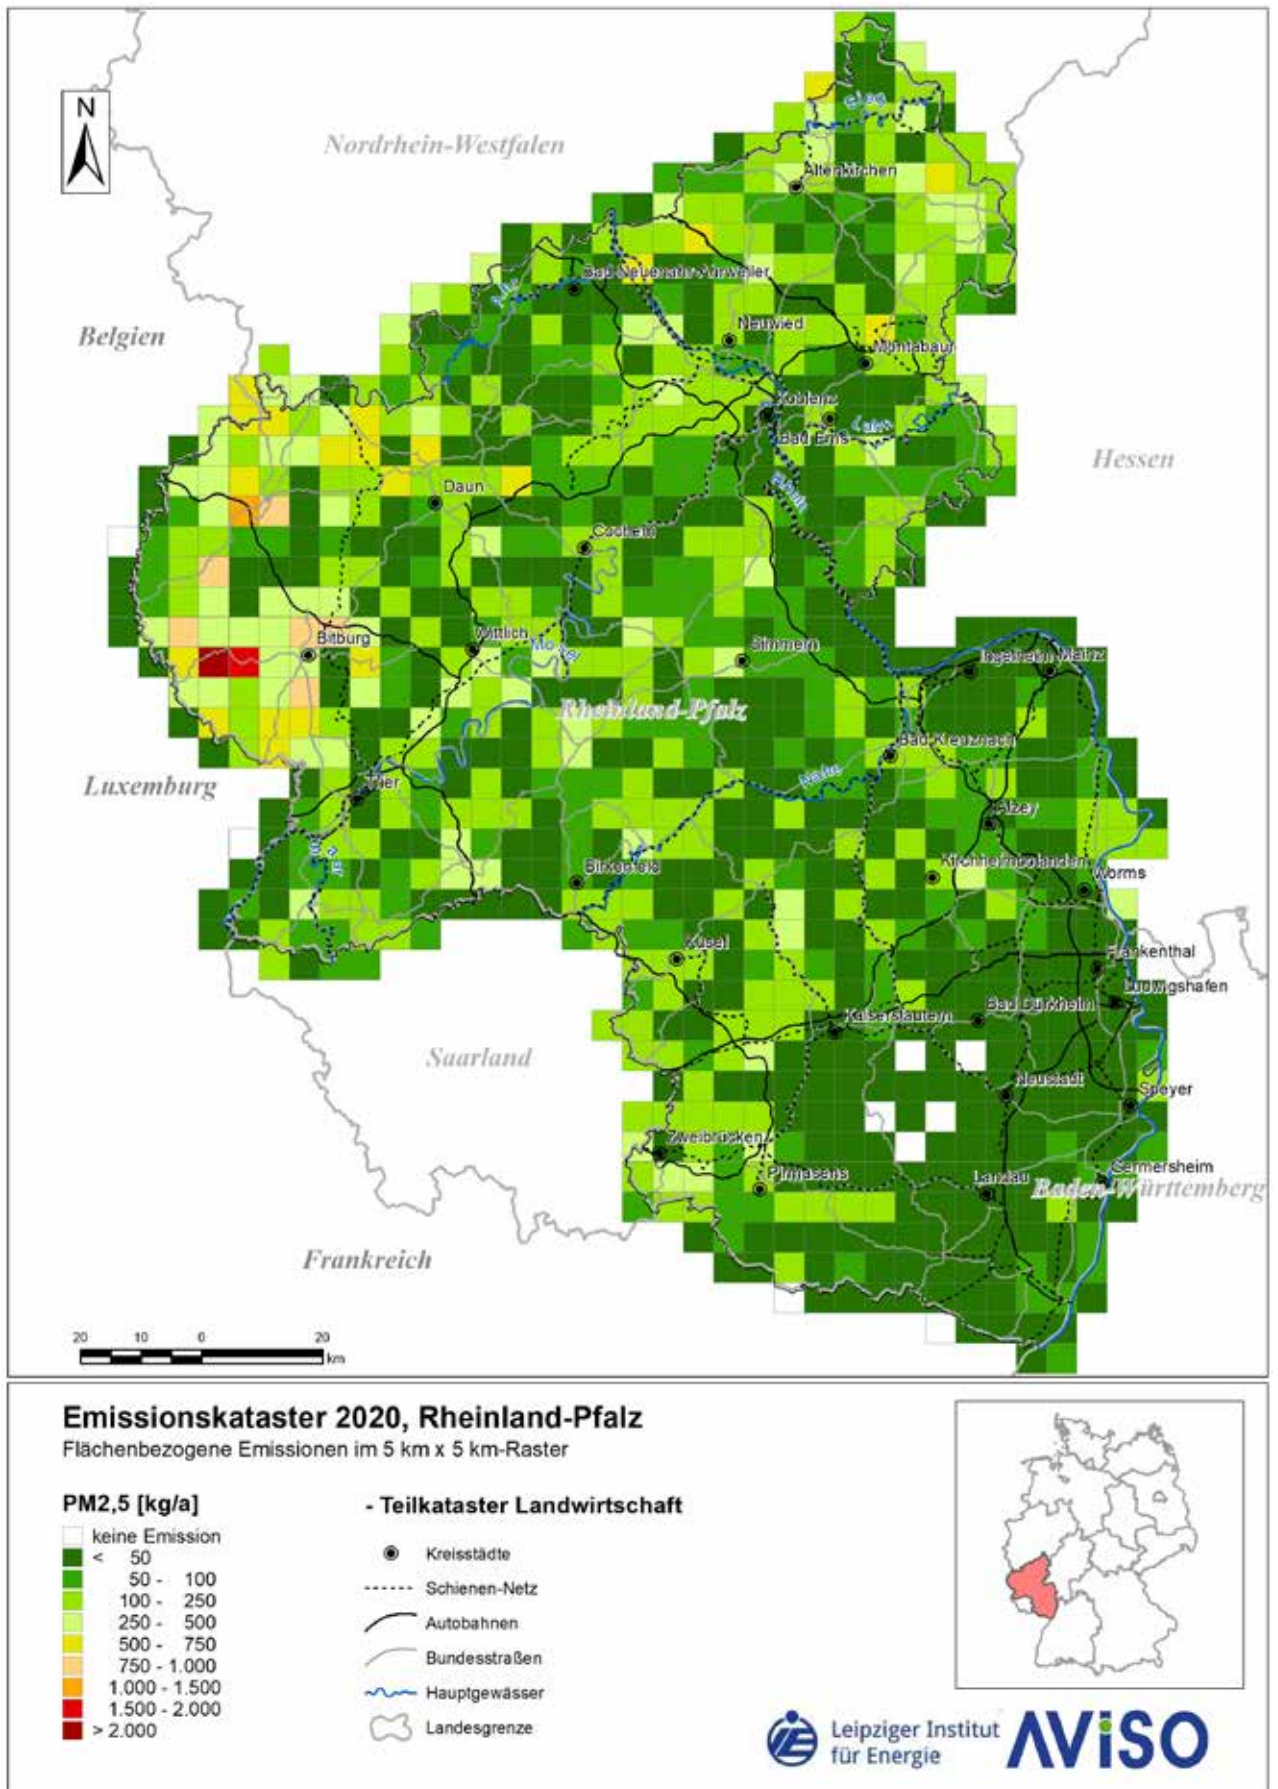 N
Nordrhein-Westfalen
Sieg
Altenkirchen
Bad Neuenahr-Ahrweiler
Ahr
Belgien
Neuwied
Montabaur
Koblenz
Bad Ems
Lahn
Hessen
Rhein
Daun
Cochem
Bitburg
Wittlich
Mosel
Simmern
Ingelheim
Mainz
Rheinland-Pfalz
Bad Kreuznach
Luxemburg
Trier
Nahe
Alzey
Saar
Birkenfeld
Kirchheimbolanden
Worms
Kusel
Frankenthal
Ludwigshafen
Bad Dürkheim
Kaiserslautern
Saarland
Neustadt
Speyer
Zweibrücken
Pirmasens
Landau
Germersheim
Baden-Württemberg
Frankreich
20 10 0 20
km
Emissionskataster 2020, Rheinland-Pfalz
Flächenbezogene Emissionen im 5 km x 5 km-Raster
PM2,5 [kg/a]
keine Emission
< 50
50 - 100
100 - 250
250 - 500
500 - 750
750 - 1.000
1.000 - 1.500
1.500 - 2.000
> 2.000
- Teilkataster Landwirtschaft
Kreisstädte
Schienen-Netz
Autobahnen
Bundesstraßen
Hauptgewässer
Landesgrenze
Leipziger Institut
für Energie
AViSO